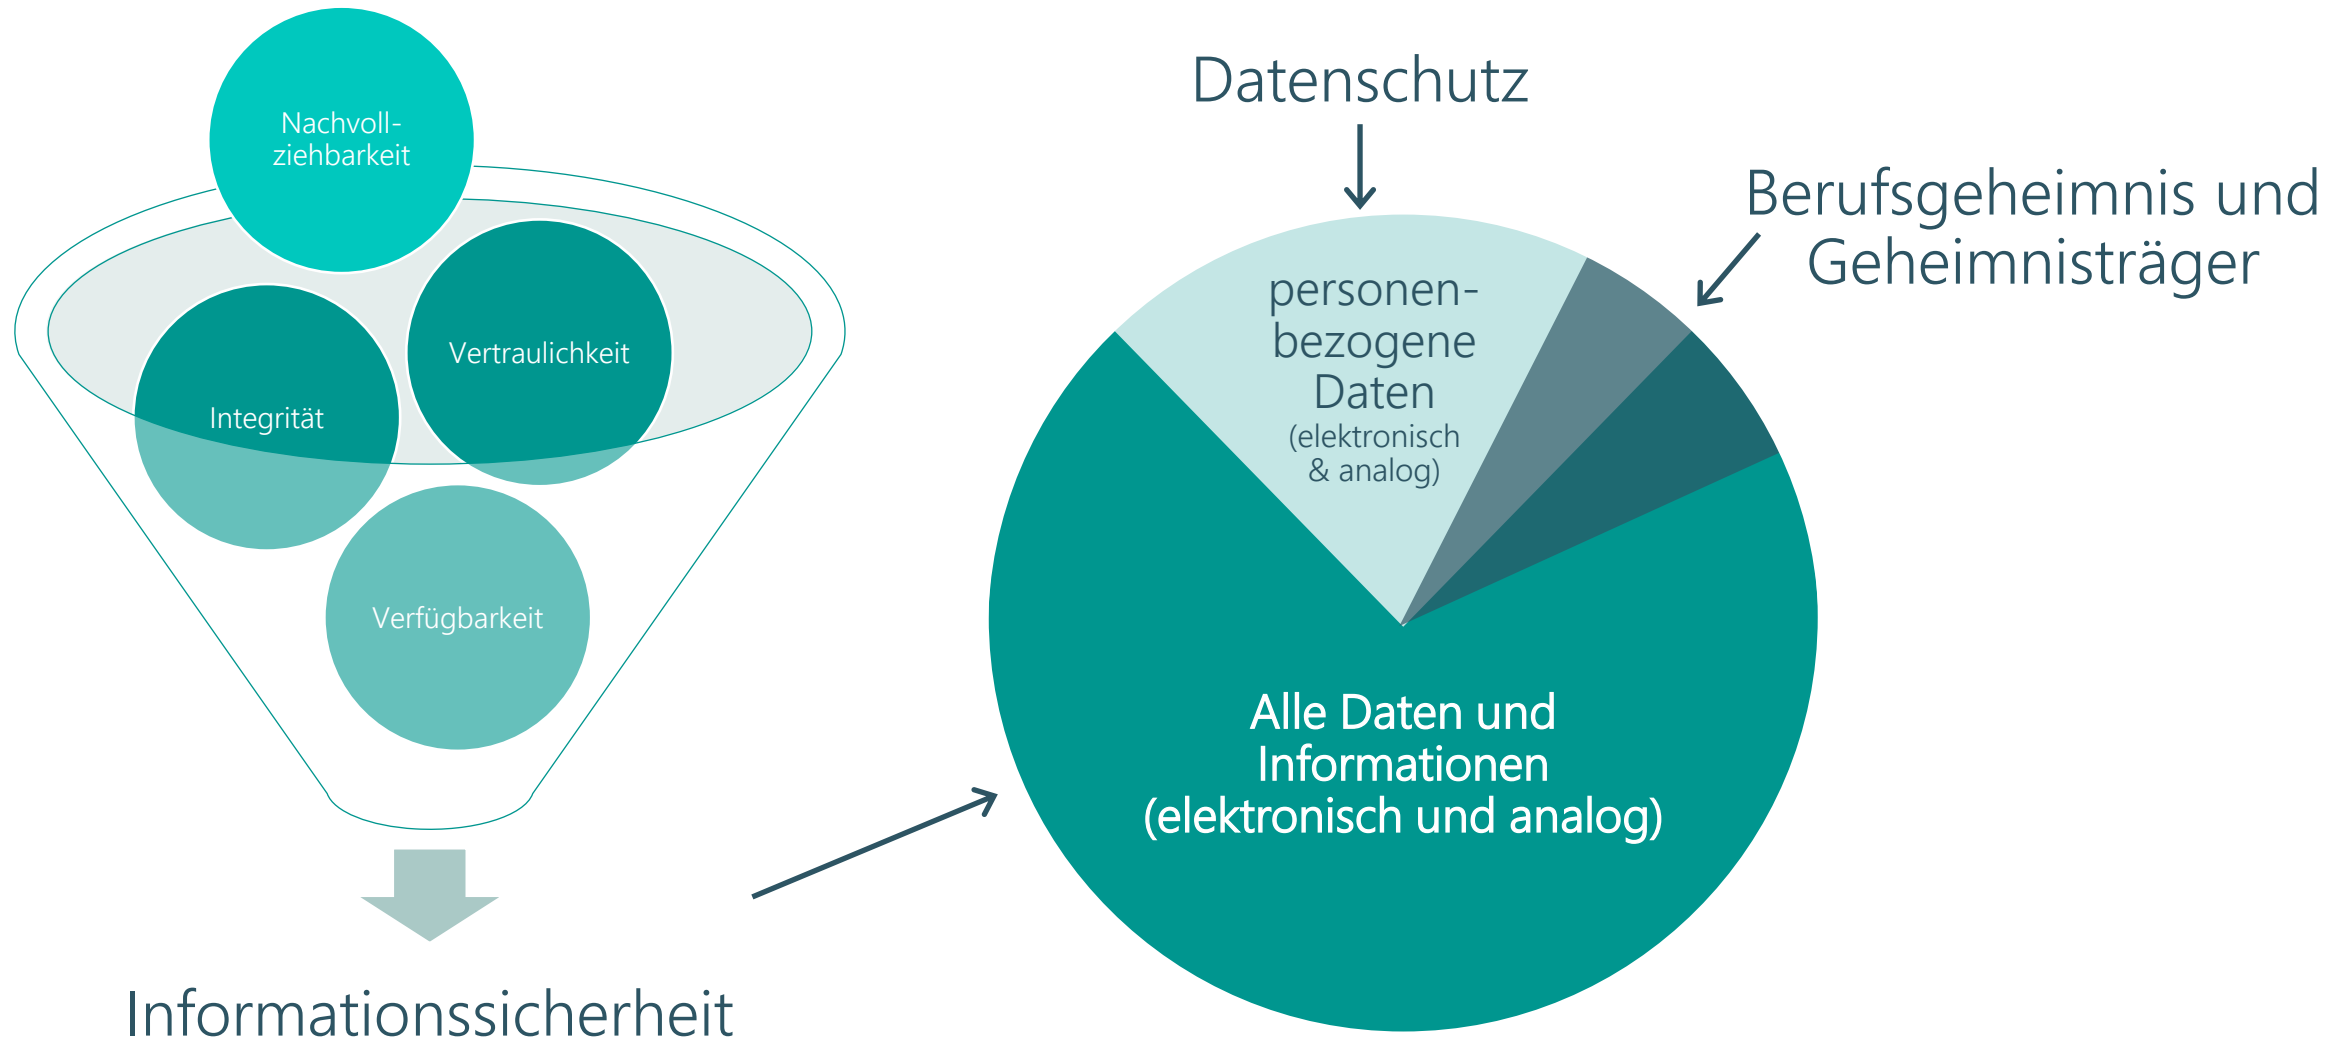 Nachvoll-
ziehbarkeit
Vertraulichkeit
Integrität
Verfügbarkeit
Informationssicherheit
Datenschutz
Berufsgeheimnis und
Geheimnisträger
personen-
bezogene
Daten
(elektronisch
& analog)
Alle Daten und
Informationen
(elektronisch und analog)